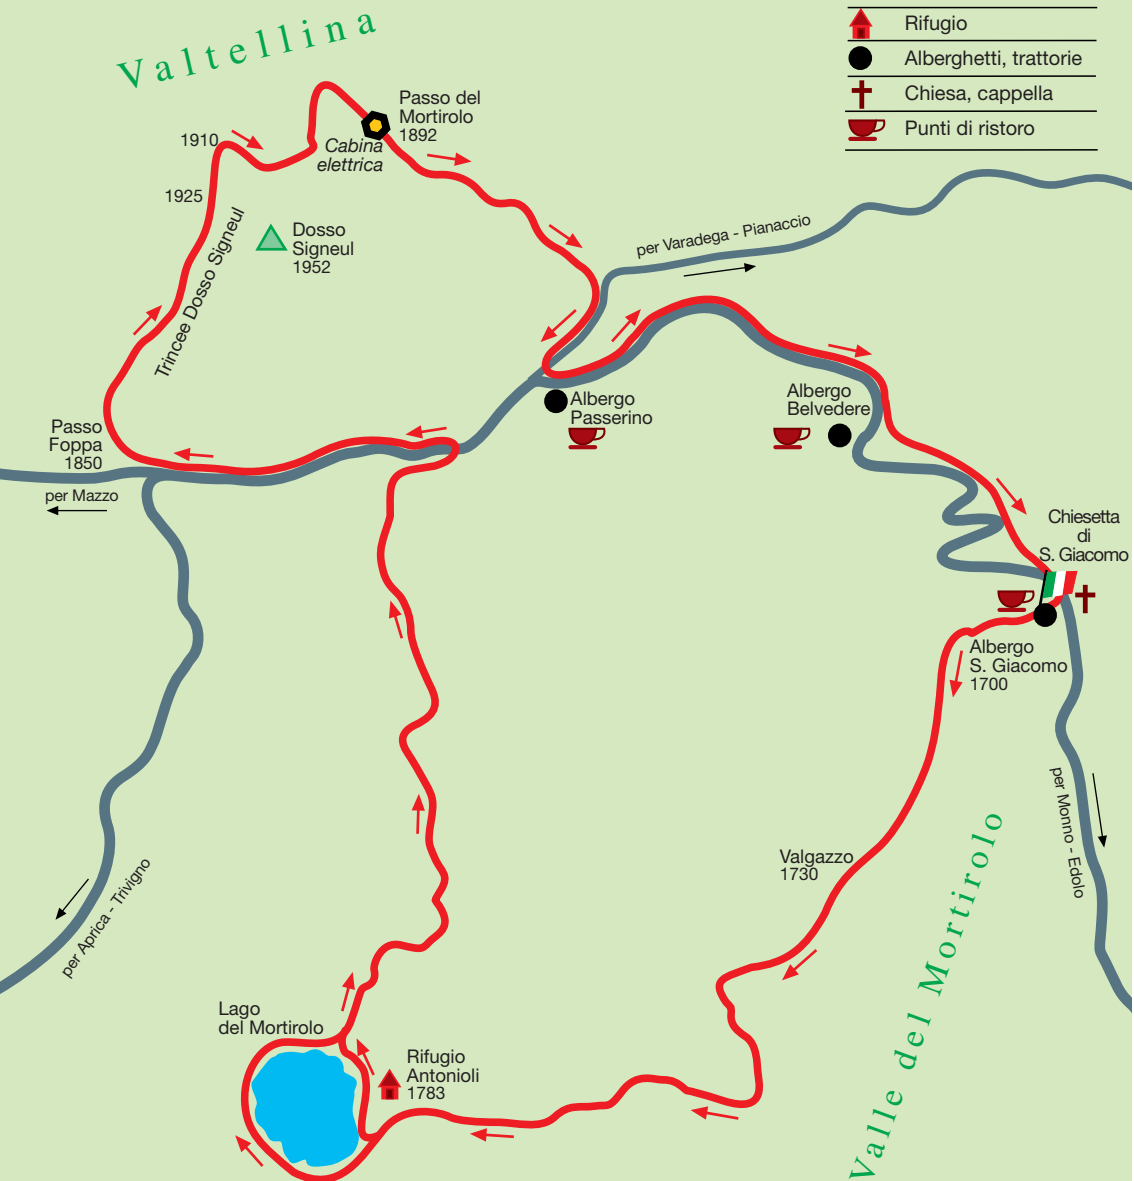 Valtellina
Rifugio
Alberghetti, trattorie
Chiesa, cappella
Punti di ristoro
Passo del
Mortirolo
1892
1910
Cabina
elettrica
1925
Dosso
Signeul
1952
Trincee Dosso Signeul
per Varadega - Pianaccio
Albergo
Passerino
Albergo
Belvedere
Passo
Foppa
1850
per Mazzo
Chiesetta
di
S. Giacomo
Albergo
S. Giacomo
1700
per Monno - Edolo
Valgazzo
1730
per Aprica - Trivigno
Valle del Mortirolo
Lago
del Mortirolo
Rifugio
Antonioli
1783